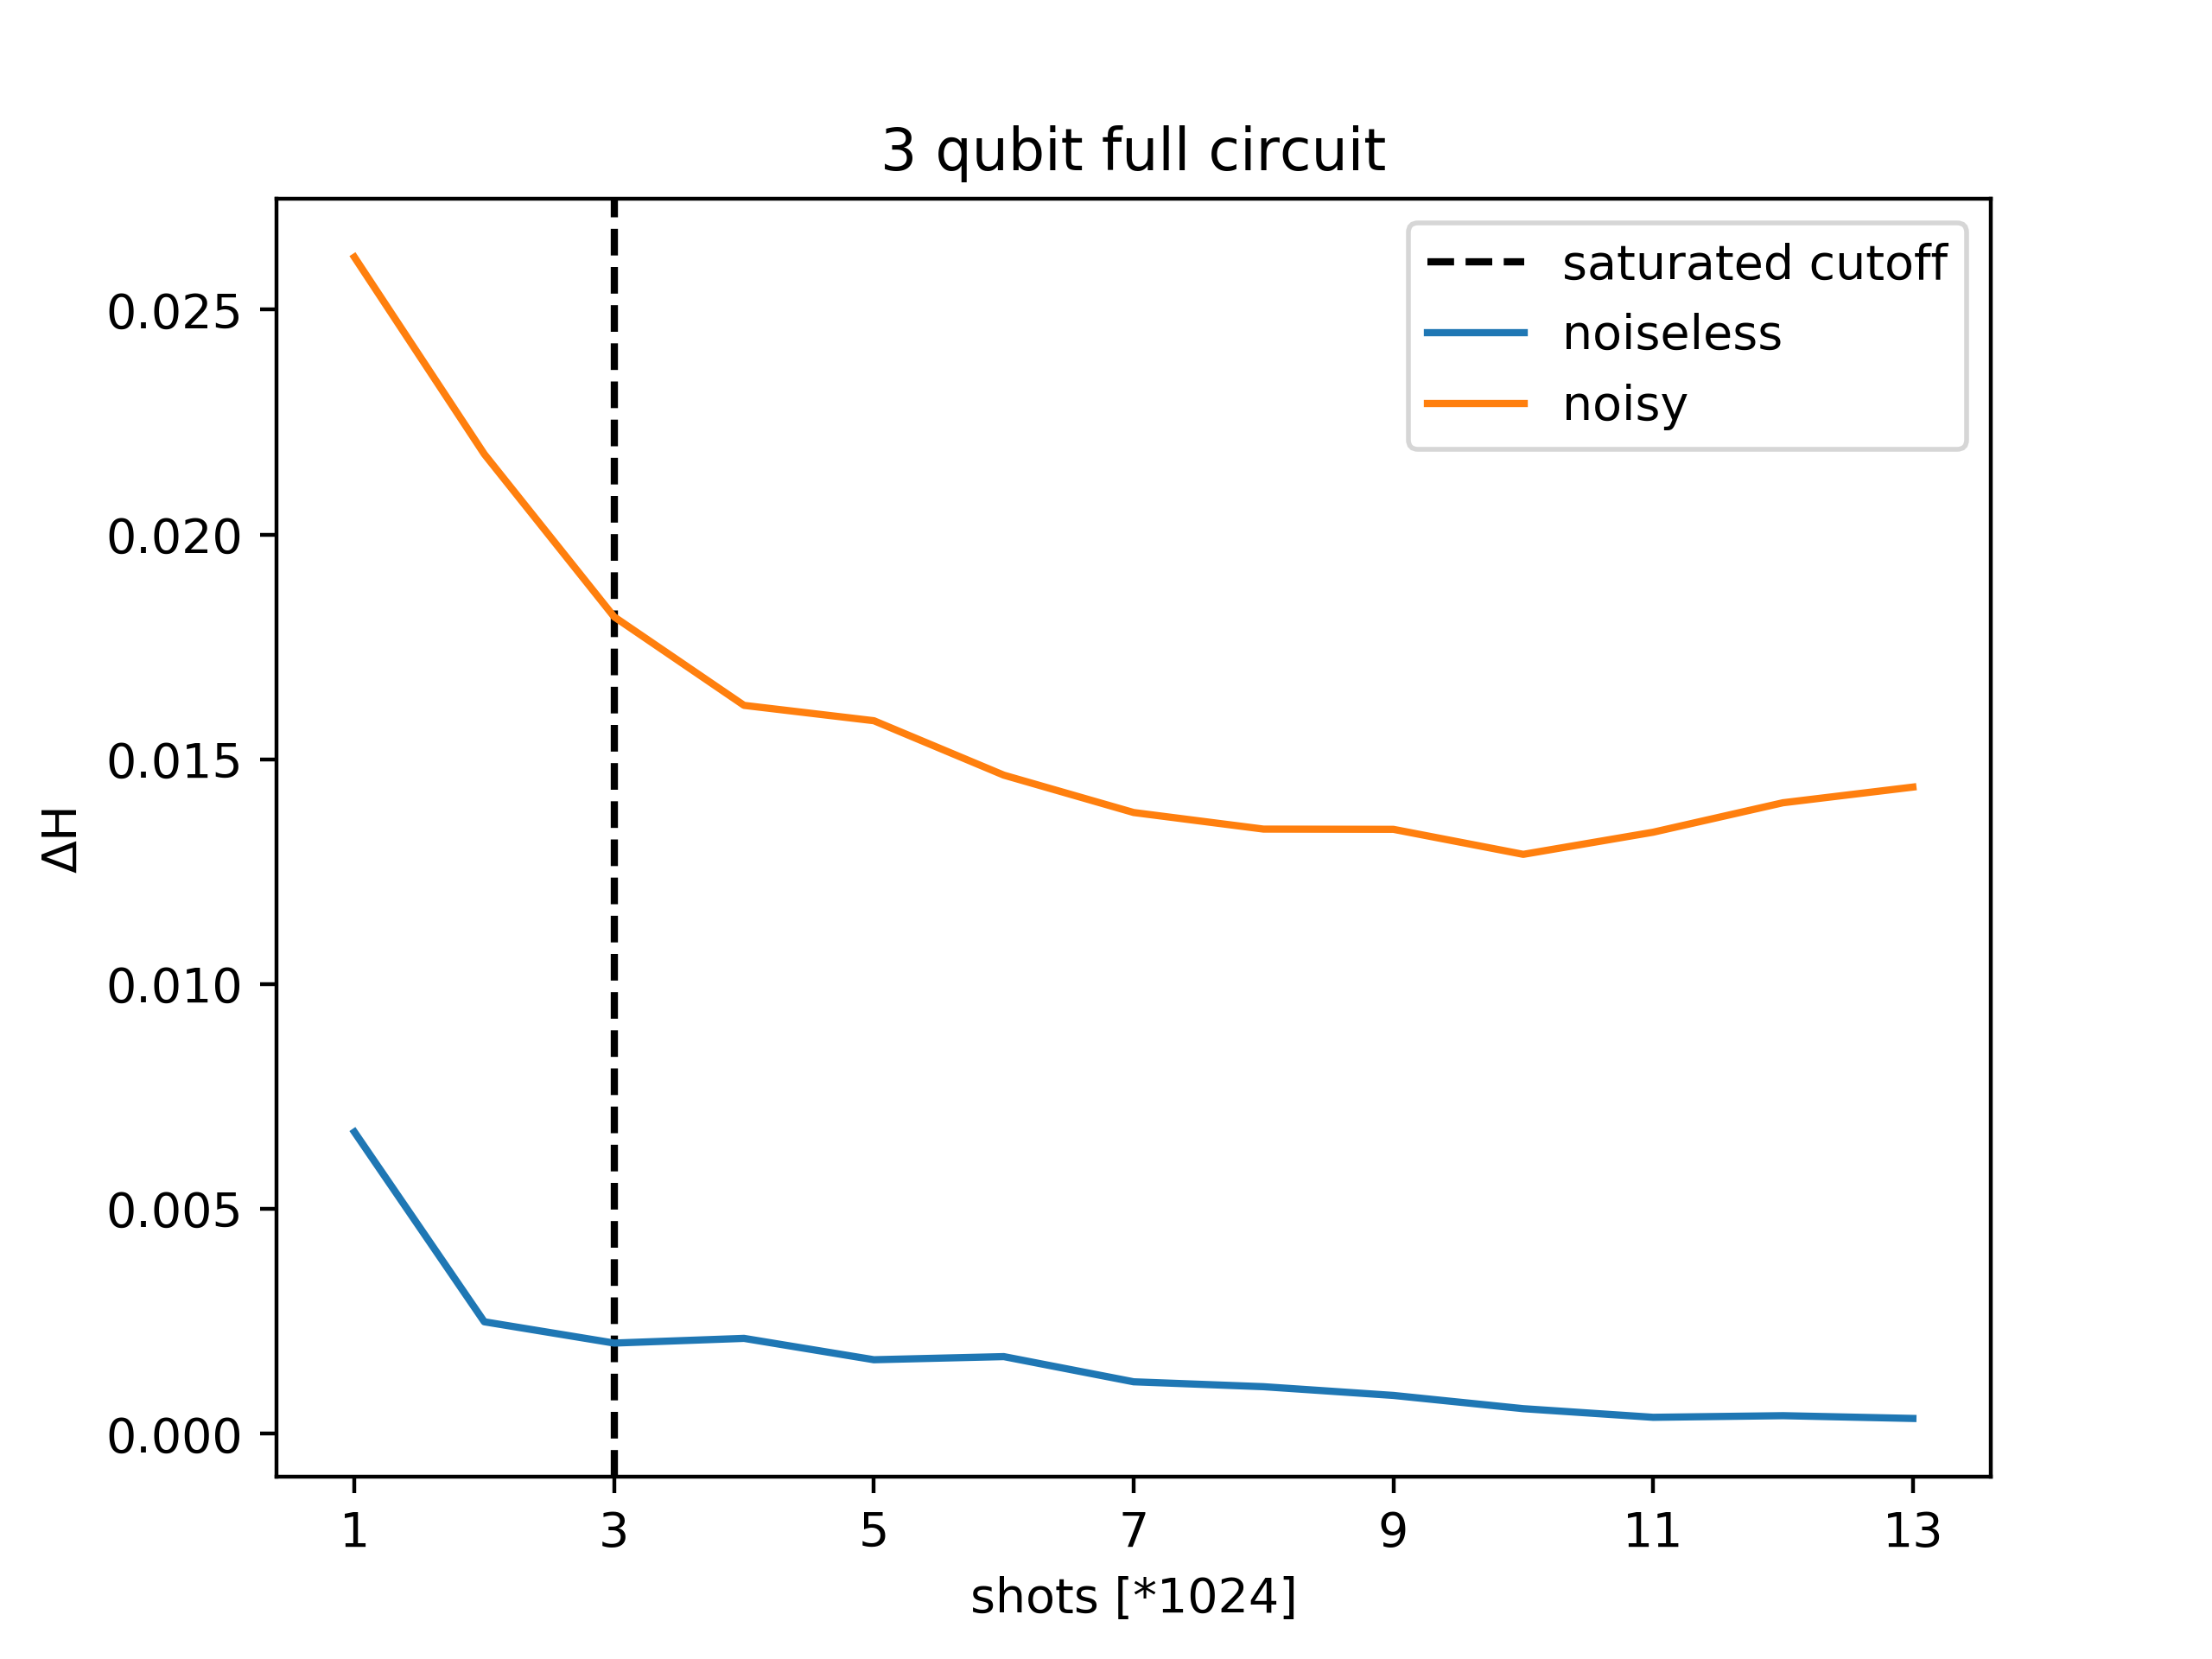 3 qubit full circuit
saturated cutoff
noiseless
noisy
0.025
0.020
0.015
0.010
0.005
0.000
ΔH
1 3 5 7 9 11 13
shots [*1024]